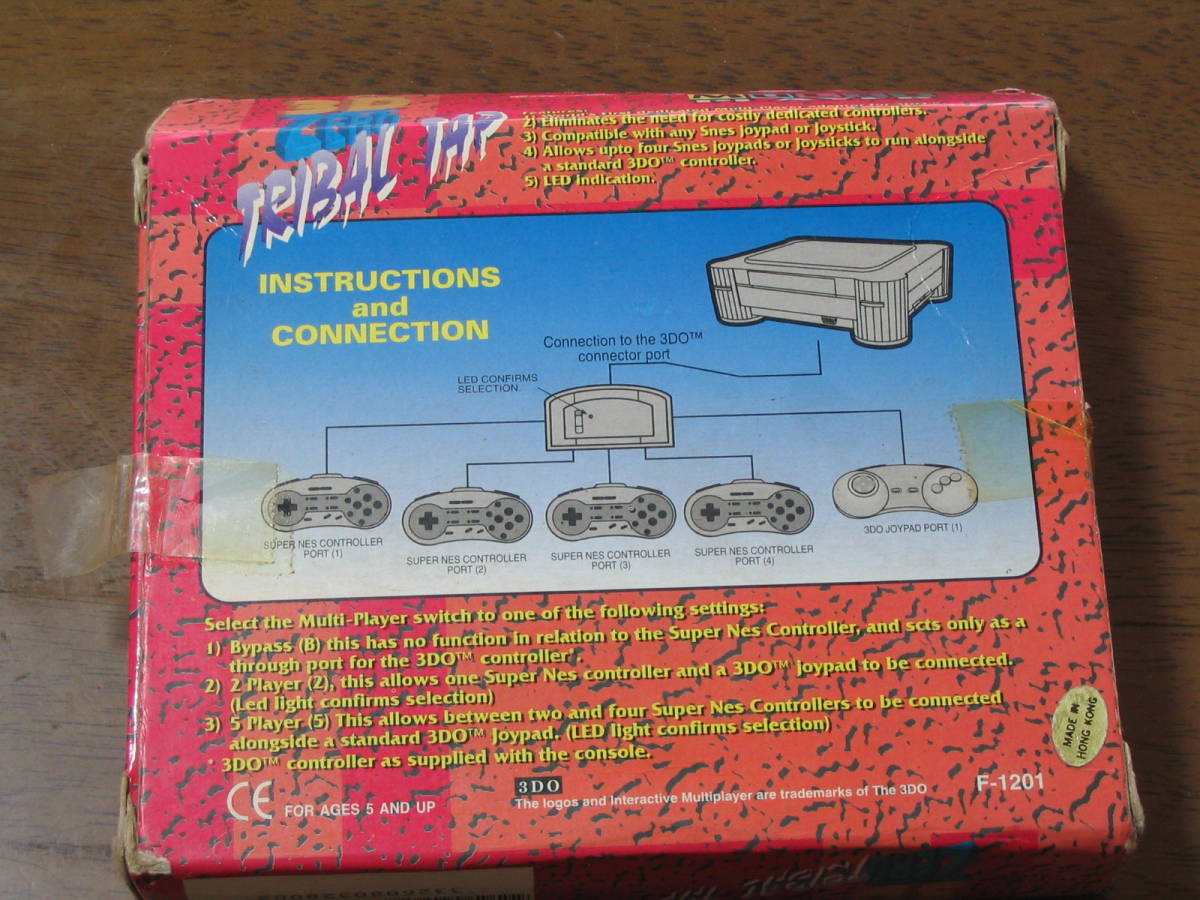 3D
Zero
TRIBAL TAP
2) Eliminates the need for costly dedicated controllers.
3) Compatible with any Snes Joypad or Joystick.
4) Allows upto four Snes Joypads or Joysticks to run alongside
a standard 3DO™ controller.
5) LED indication.
INSTRUCTIONS
and
CONNECTION
Connection to the 3DO™
connector port
LED CONFIRMS
SELECTION.
SUPER NES CONTROLLER
PORT (1)
SUPER NES CONTROLLER
PORT (2)
SUPER NES CONTROLLER
PORT (3)
SUPER NES CONTROLLER
PORT (4)
3DO JOYPAD PORT (1)
Select the Multi-Player switch to one of the following settings:
1) Bypass (B) this has no function in relation to the Super Nes Controller, and scts only as a
through port for the 3DO™ controller*.
2) 2 Player (2), this allows one Super Nes controller and a 3DO™ Joypad to be connected.
(Led light confirms selection)
3) 5 Player (5) This allows between two and four Super Nes Controllers to be connected
alongside a standard 3DO™ Joypad. (LED light confirms selection)
* 3DO™ controller as supplied with the console.
MADE IN
HONG KONG
CE FOR AGES 5 AND UP
3DO
The logos and Interactive Multiplayer are trademarks of The 3DO
F-1201